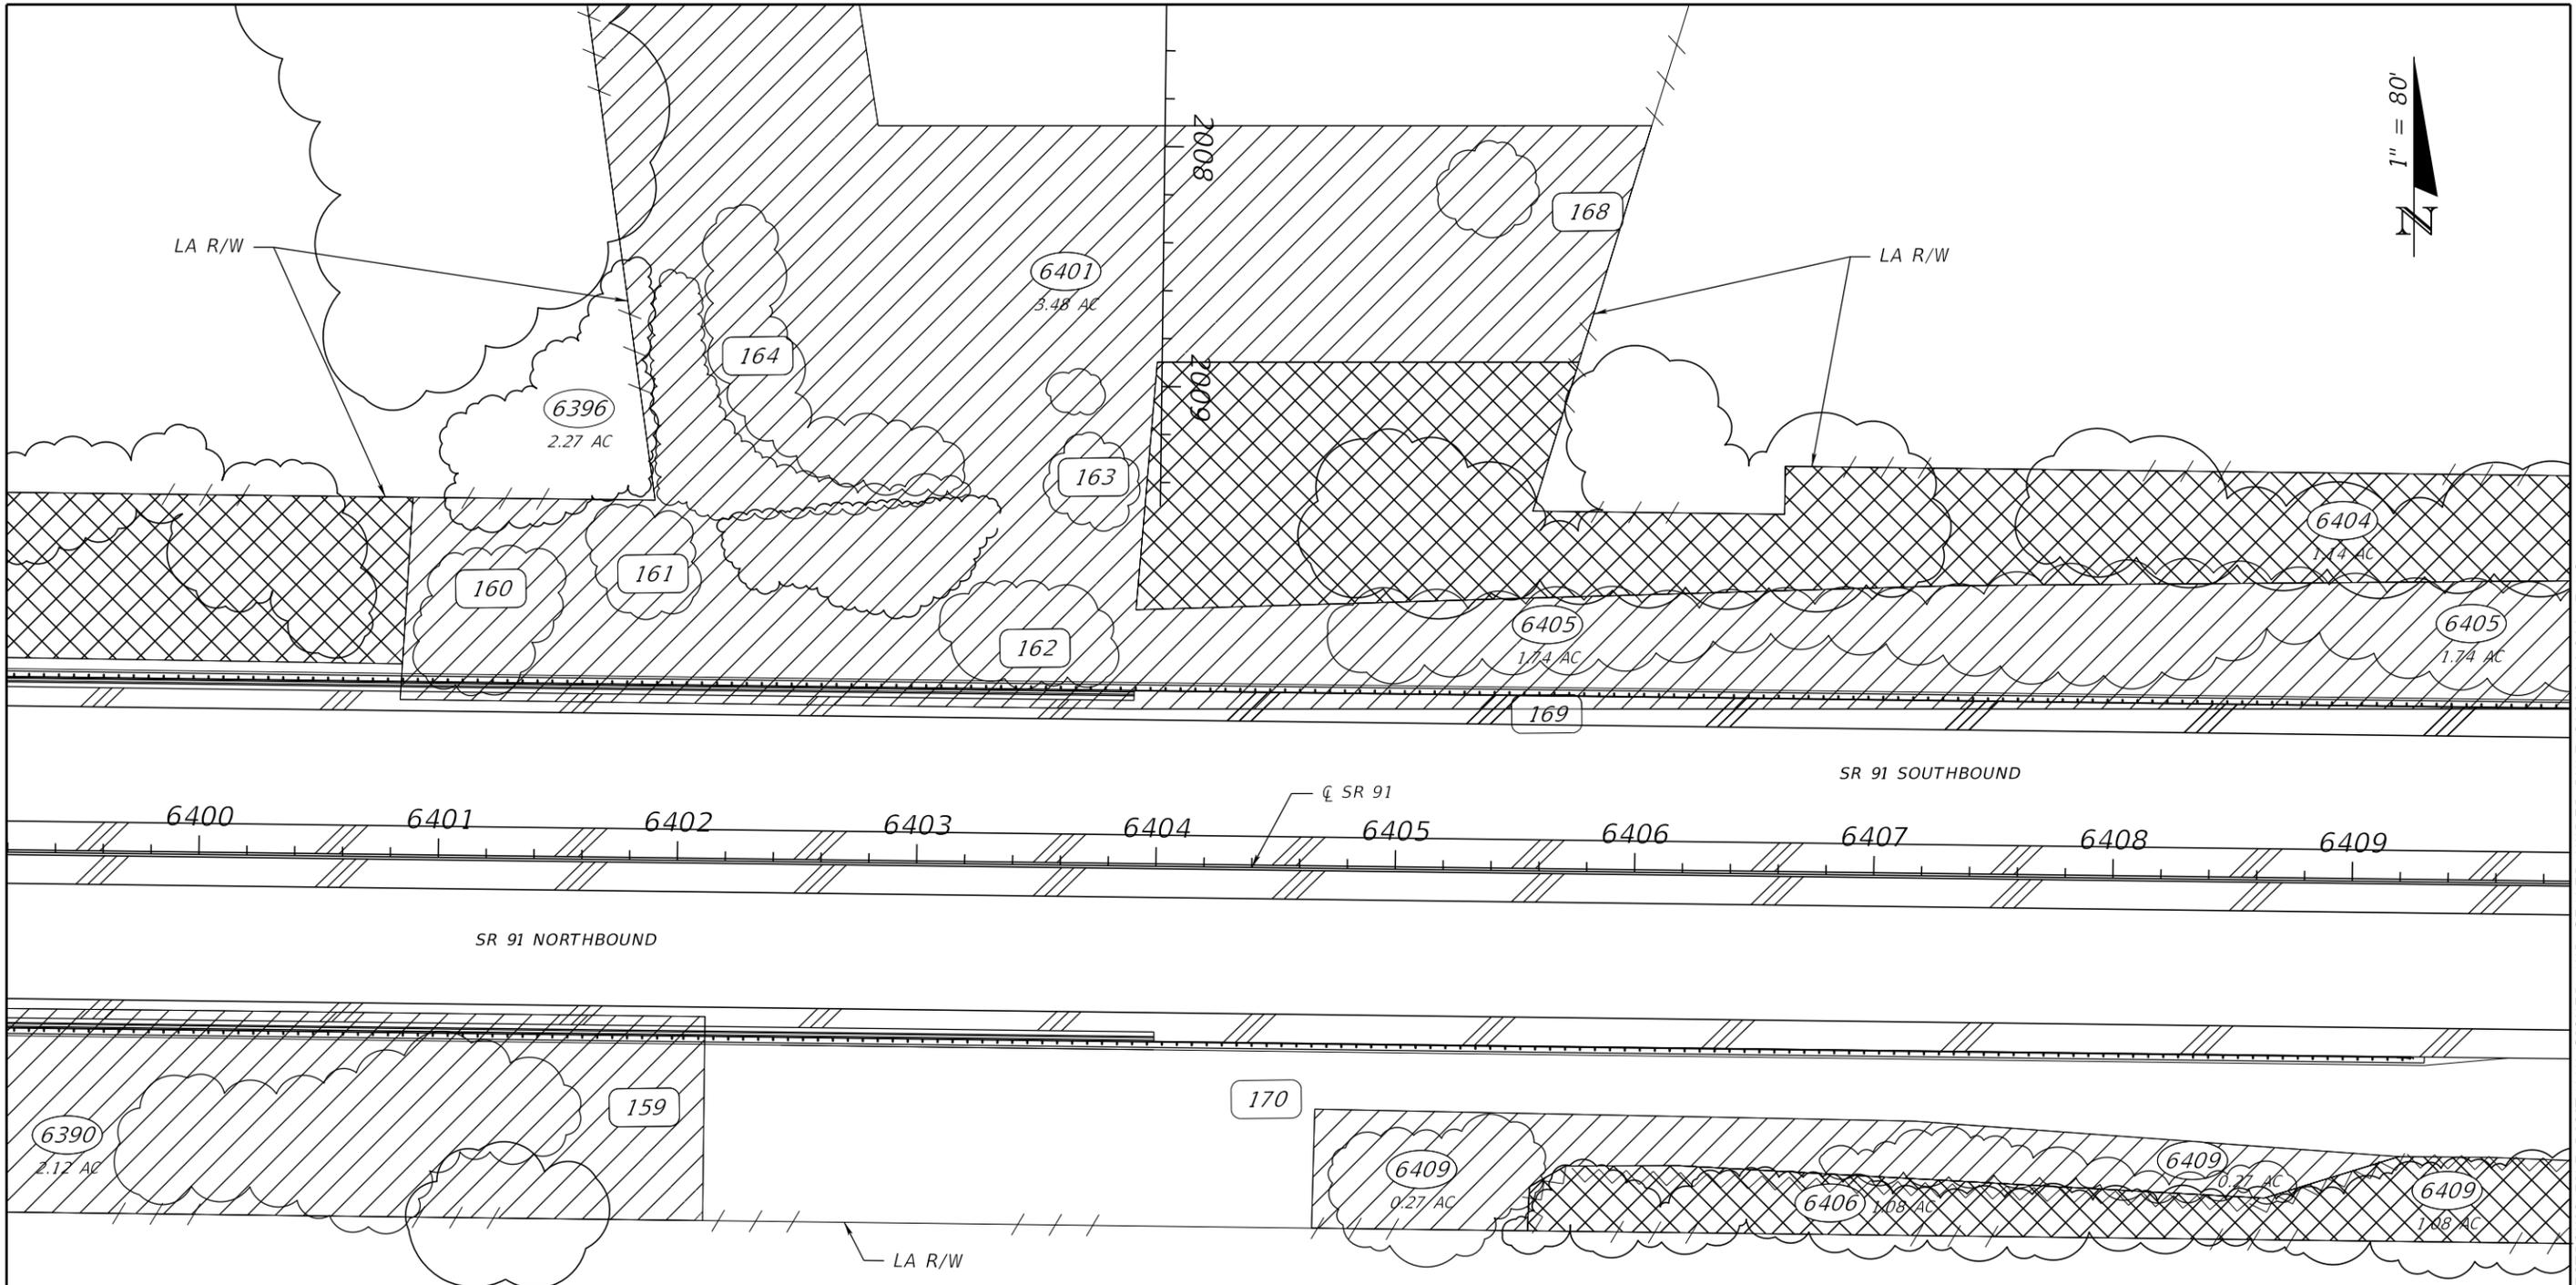 1" = 80'
N
2008
168
LA R/W
LA R/W
6401
3.48 AC
164
2009
6396
2.27 AC
163
6404
1.14 AC
161
160
6405
1.74 AC
6405
1.74 AC
162
169
SR 91 SOUTHBOUND
℄ SR 91
6400
6401
6402
6403
6404
6405
6406
6407
6408
6409
SR 91 NORTHBOUND
170
159
6390
2.12 AC
6409
0.27 AC
6409
0.27 AC
6406
1.08 AC
6409
1.08 AC
LA R/W